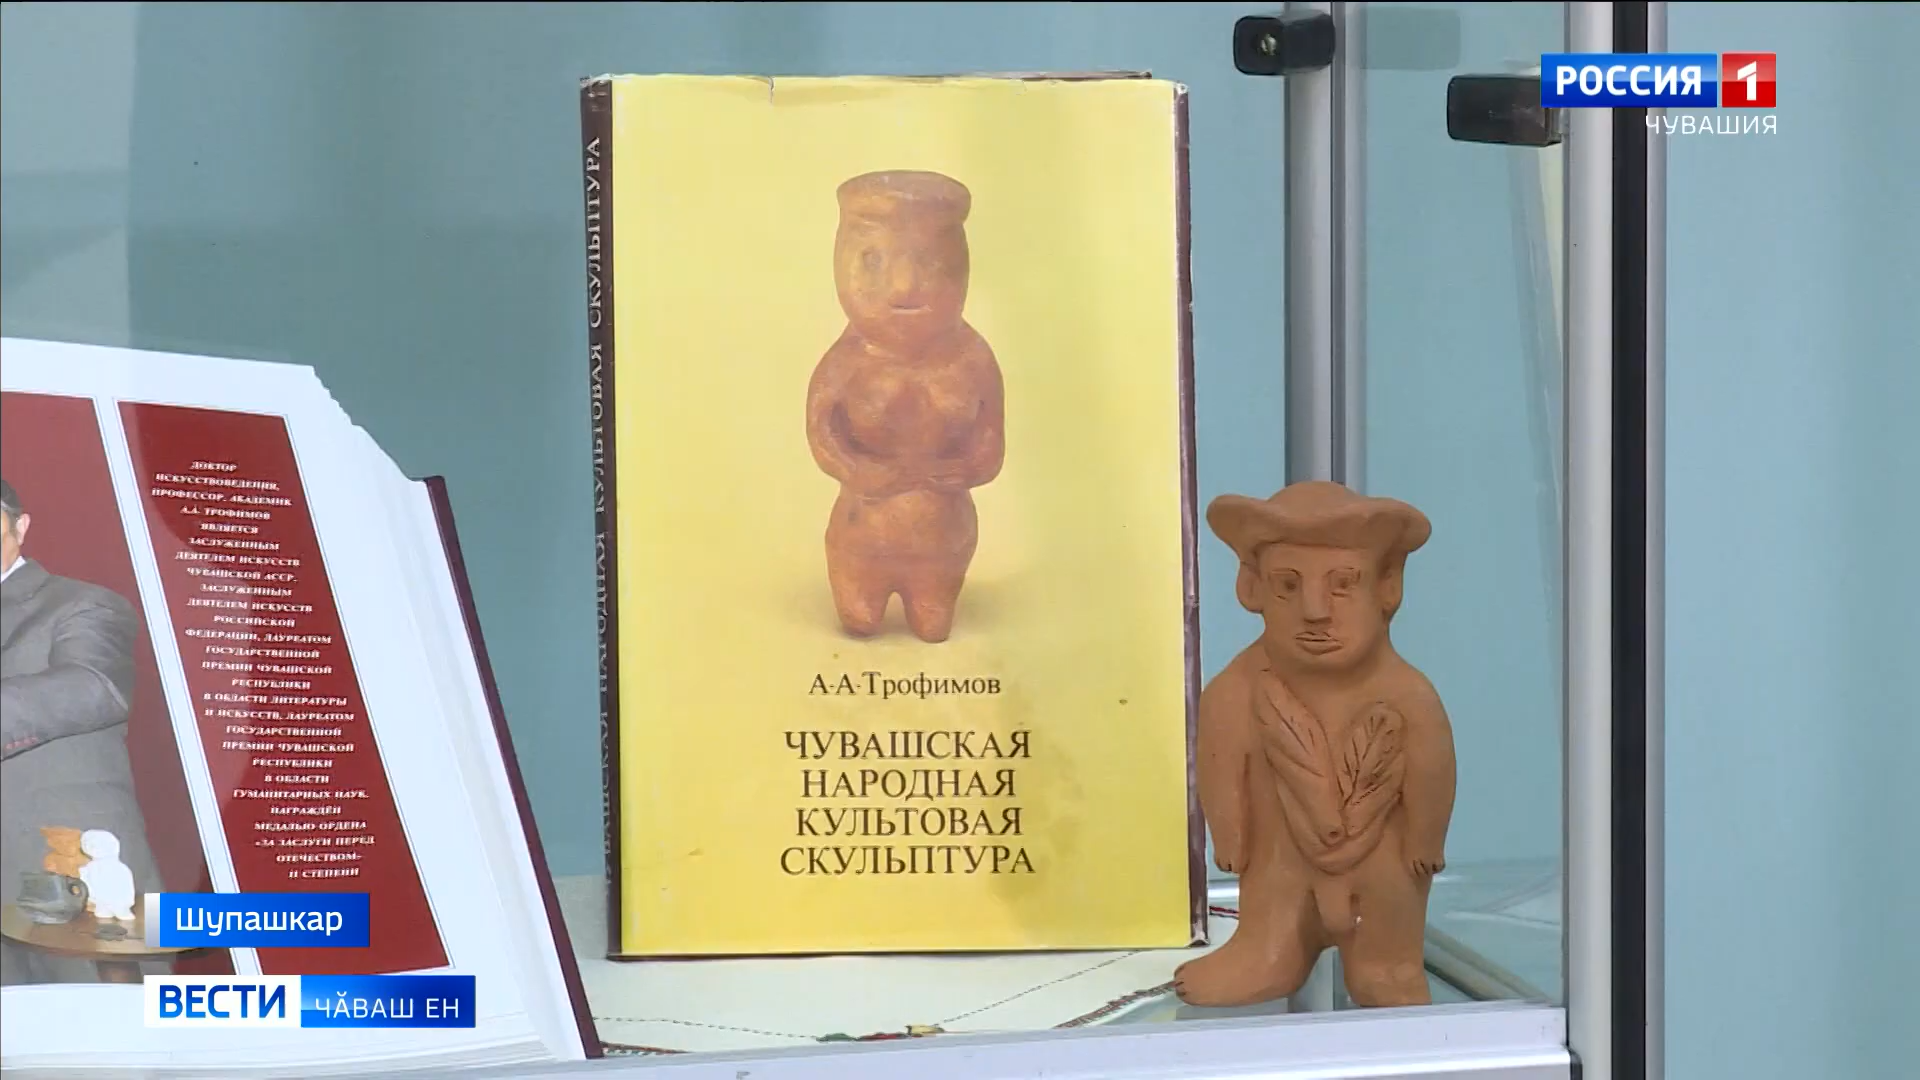 РОССИЯ 1
ЧУВАШИЯ
ЧУВАШСКАЯ НАРОДНАЯ КУЛЬТОВАЯ СКУЛЬПТУРА
А·А·Трофимов
ЧУВАШСКАЯ
НАРОДНАЯ
КУЛЬТОВАЯ
СКУЛЬПТУРА
ДОКТОР
ИСКУССТВОВЕДЕНИЯ,
ПРОФЕССОР, АКАДЕМИК
А.А. ТРОФИМОВ
ЯВЛЯЕТСЯ
ЗАСЛУЖЕННЫМ
ДЕЯТЕЛЕМ ИСКУССТВ
ЧУВАШСКОЙ АССР,
ЗАСЛУЖЕННЫМ
ДЕЯТЕЛЕМ ИСКУССТВ
РОССИЙСКОЙ
ФЕДЕРАЦИИ, ЛАУРЕАТОМ
ГОСУДАРСТВЕННОЙ
ПРЕМИИ ЧУВАШСКОЙ
РЕСПУБЛИКИ
В ОБЛАСТИ ЛИТЕРАТУРЫ
И ИСКУССТВ, ЛАУРЕАТОМ
ГОСУДАРСТВЕННОЙ
ПРЕМИИ ЧУВАШСКОЙ
РЕСПУБЛИКИ
В ОБЛАСТИ
ГУМАНИТАРНЫХ НАУК.
НАГРАЖДЁН
МЕДАЛЬЮ ОРДЕНА
«ЗА ЗАСЛУГИ ПЕРЕД
ОТЕЧЕСТВОМ»
II СТЕПЕНИ
Шупашкар
ВЕСТИ ЧӐВАШ ЕН